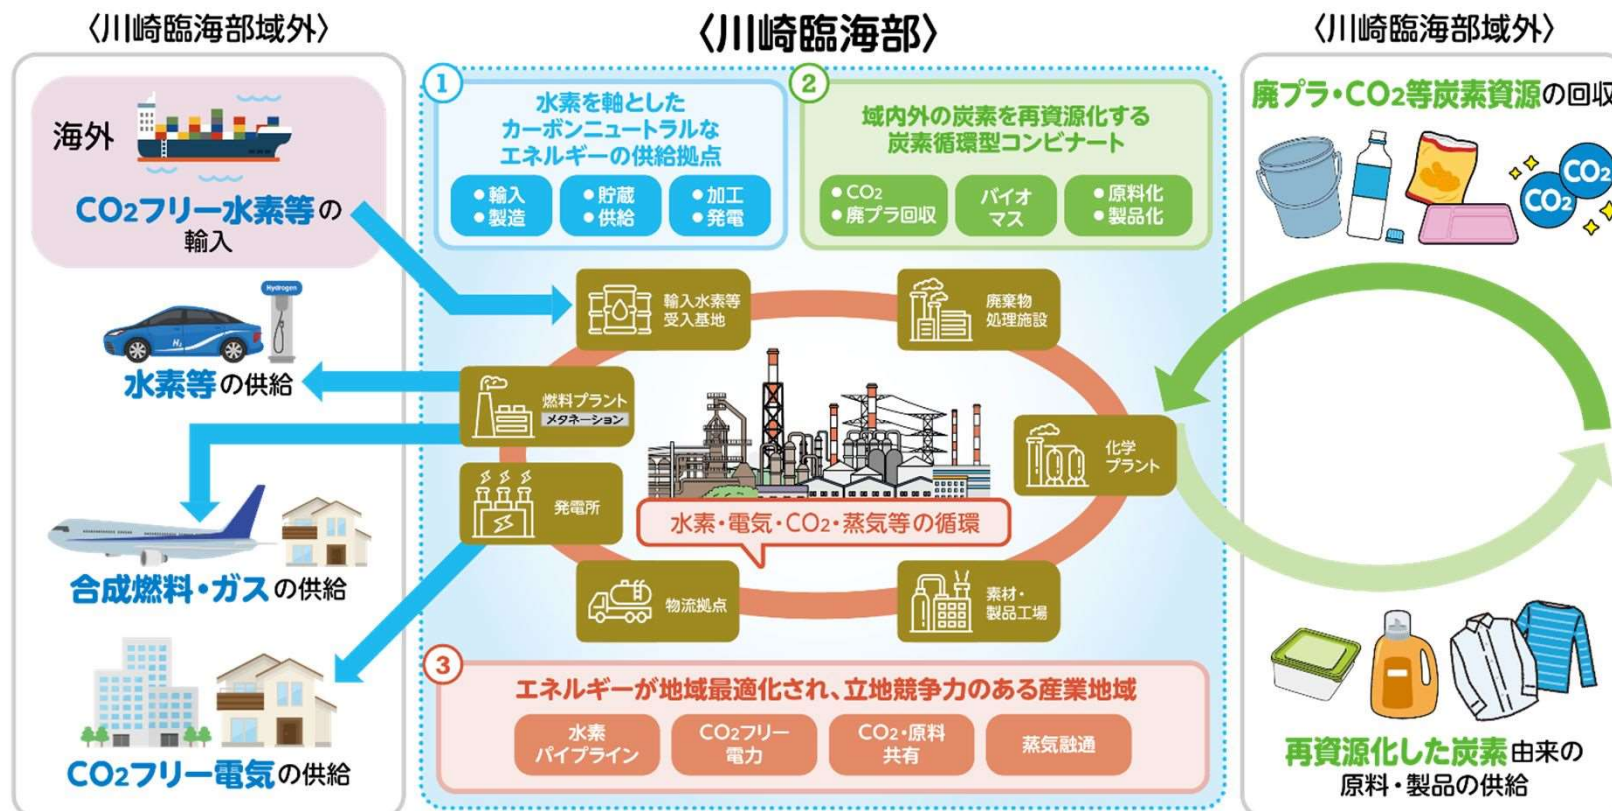 〈川崎臨海部域外〉
海外
CO2フリー水素等の
輸入
Hydrogen
H2
水素等の供給
合成燃料・ガスの供給
CO2フリー電気の供給
〈川崎臨海部〉
1
水素を軸とした
カーボンニュートラルな
エネルギーの供給拠点
● 輸入
● 製造
● 貯蔵
● 供給
● 加工
● 発電
2
域内外の炭素を再資源化する
炭素循環型コンビナート
● CO2
● 廃プラ回収
バイオ
マス
● 原料化
● 製品化
輸入水素等
受入基地
廃棄物
処理施設
燃料プラント
メタネーション
化学
プラント
発電所
水素・電気・CO2・蒸気等の循環
物流拠点
素材・
製品工場
3
エネルギーが地域最適化され、立地競争力のある産業地域
水素
パイプライン
CO2フリー
電力
CO2・原料
共有
蒸気融通
〈川崎臨海部域外〉
廃プラ・CO2等炭素資源の回収
CO2
CO2
再資源化した炭素由来の
原料・製品の供給